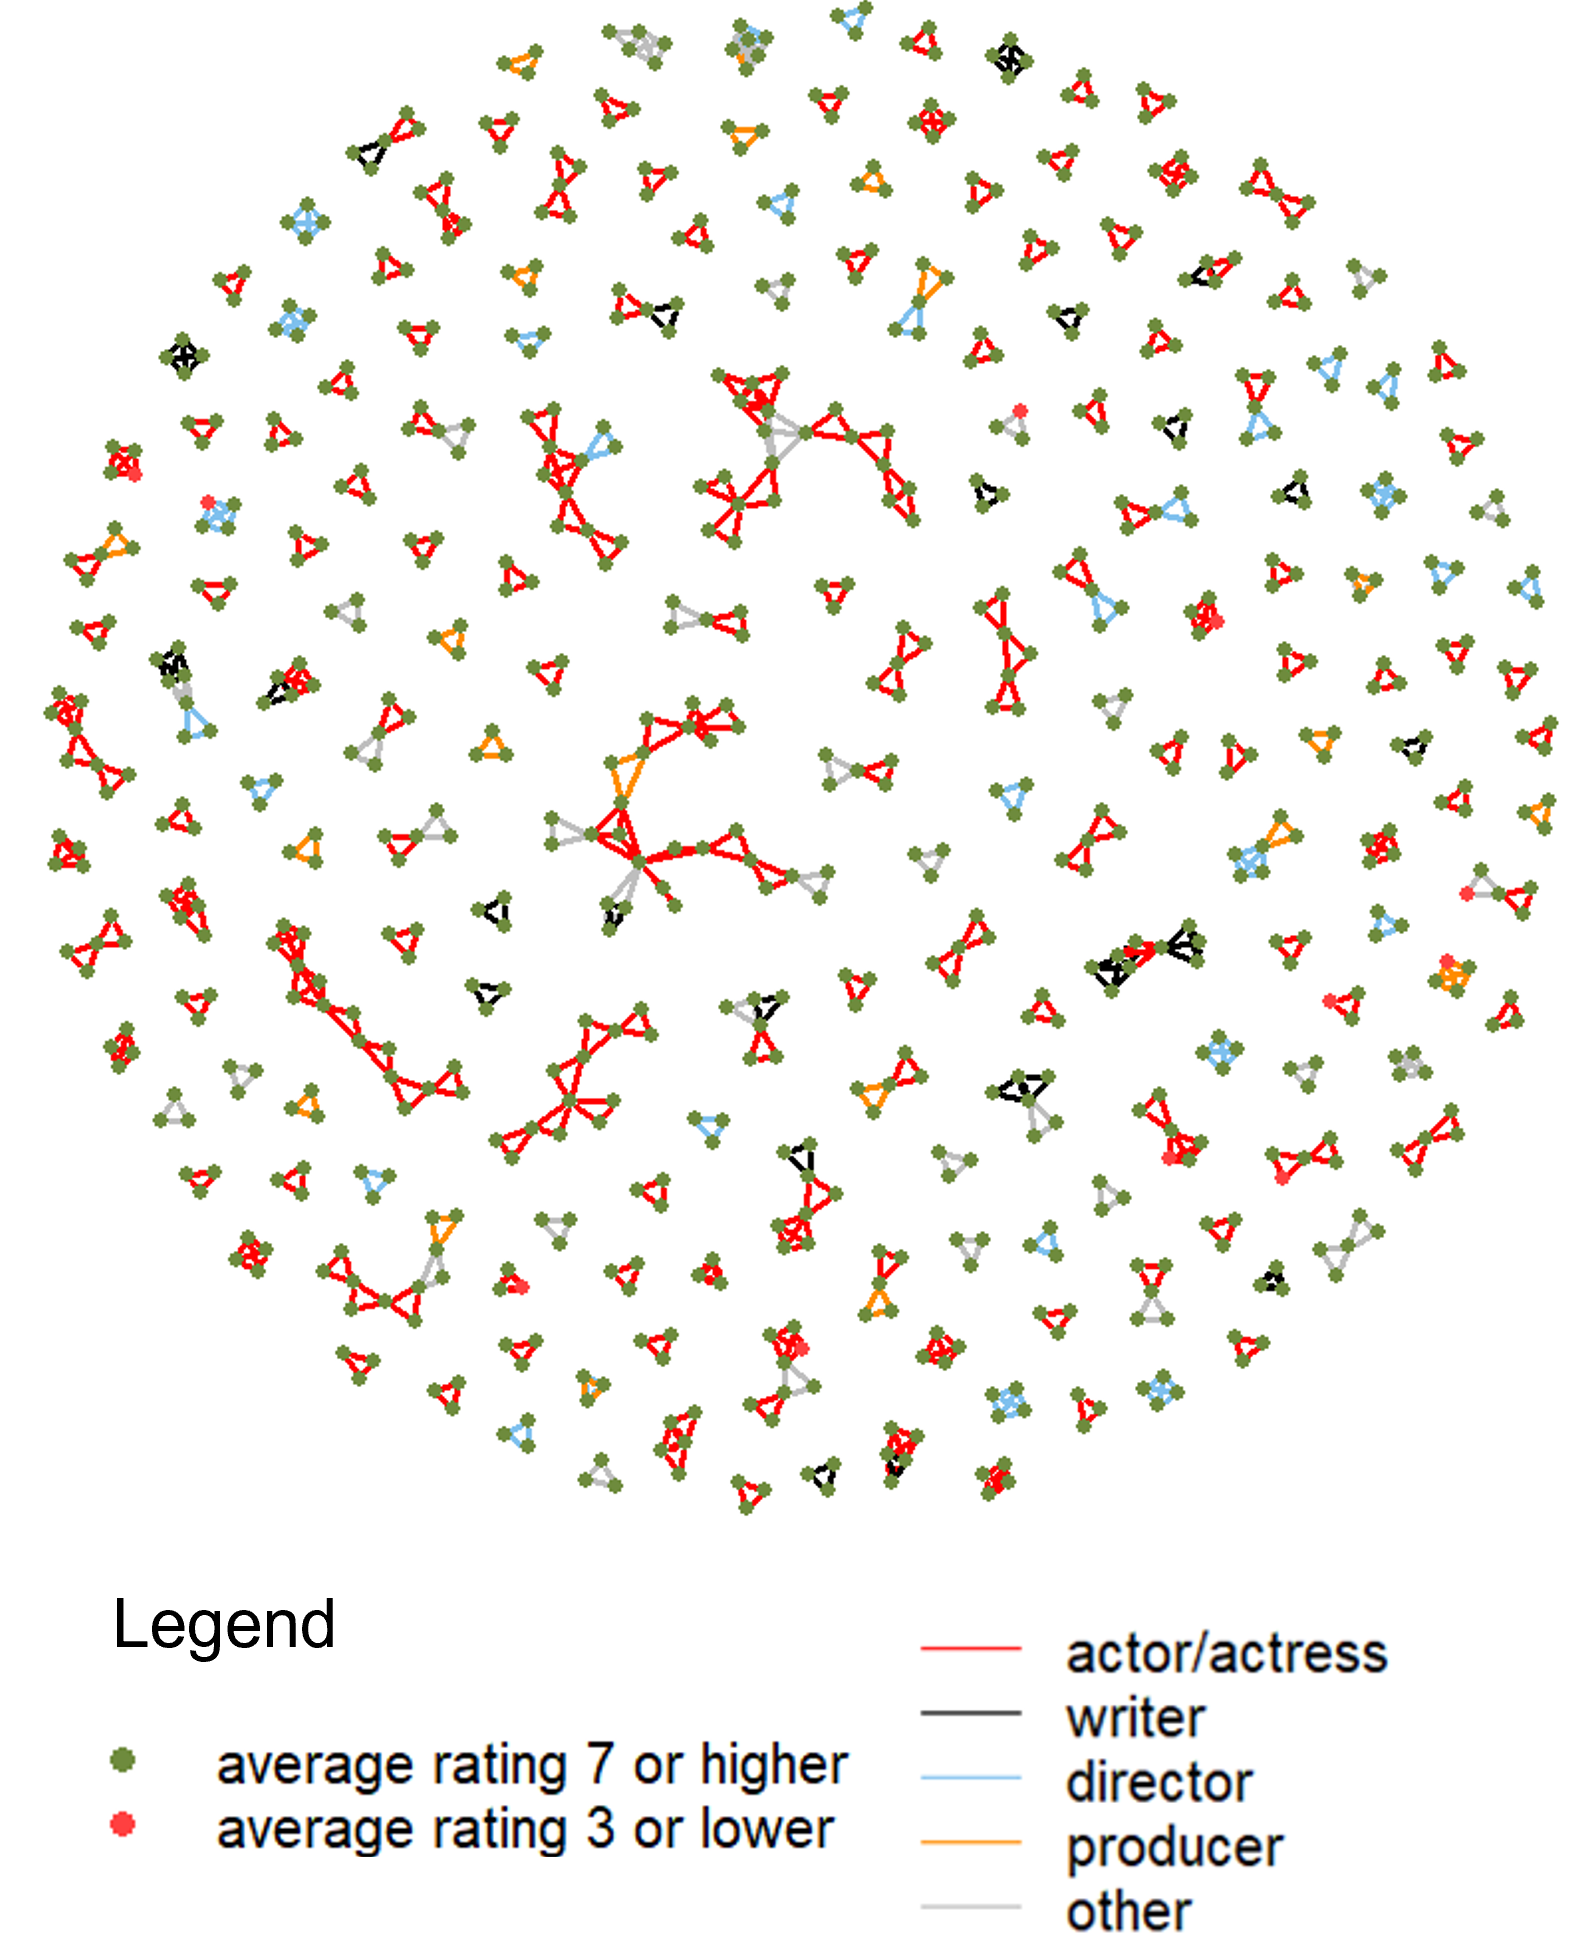 Legend
average rating 7 or higher
average rating 3 or lower
actor/actress
writer
director
producer
other